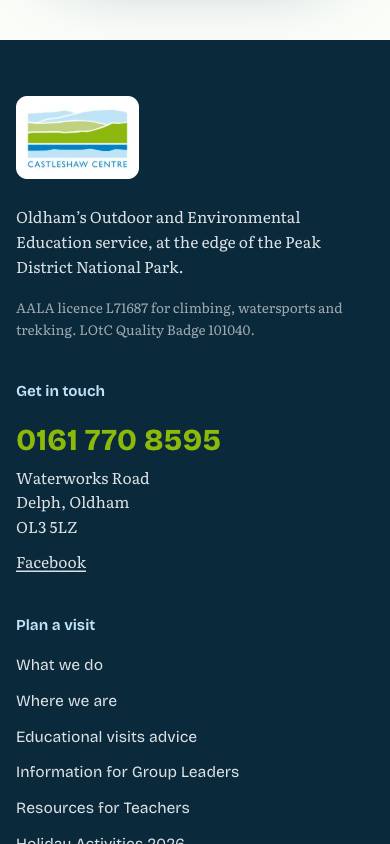 CASTLESHAW CENTRE
Oldham’s Outdoor and Environmental
Education service, at the edge of the Peak
District National Park.
AALA licence L71687 for climbing, watersports and
trekking. LOtC Quality Badge 101040.
Get in touch
0161 770 8595
Waterworks Road
Delph, Oldham
OL3 5LZ
Facebook
Plan a visit
What we do
Where we are
Educational visits advice
Information for Group Leaders
Resources for Teachers
Holiday Activities 2026